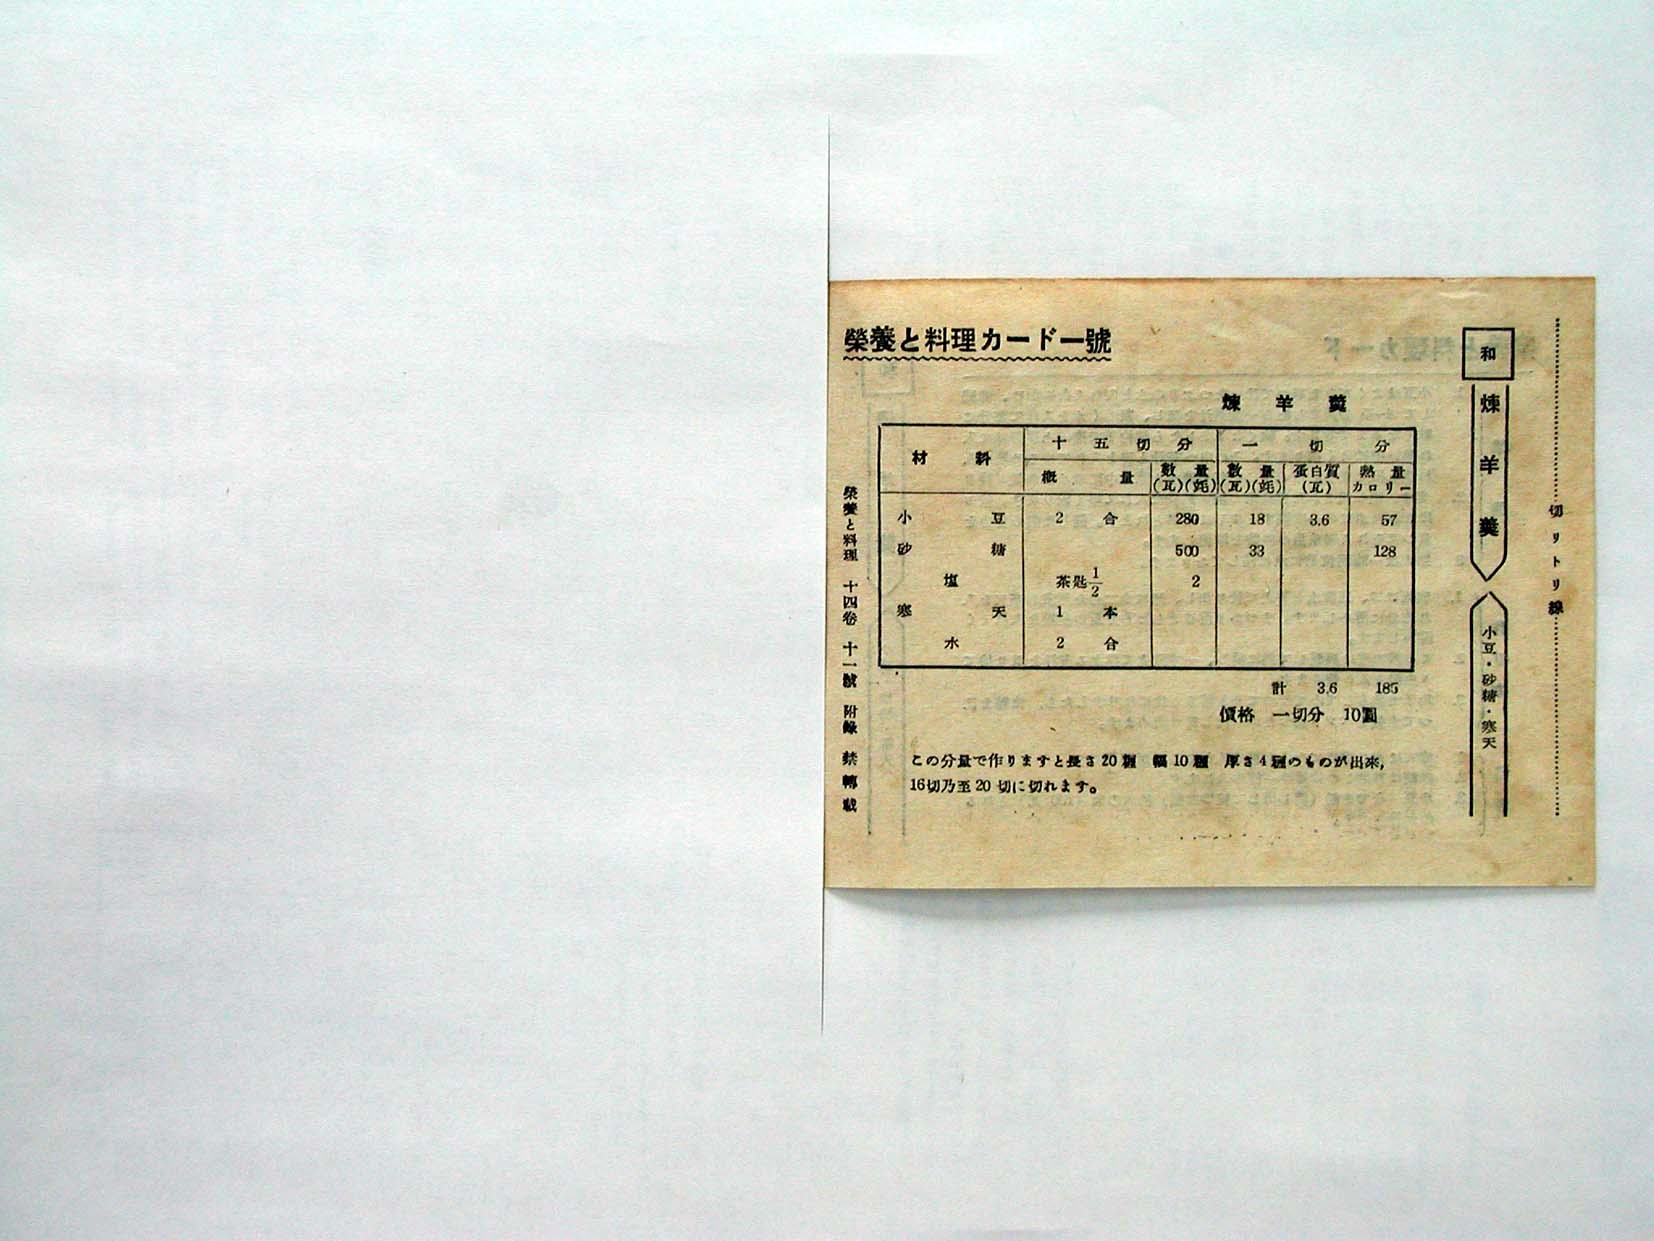 榮養と料理カード一號
煉羊羹
材料 十五切分 一切分
概量 數量(瓦)(竓) 數量(瓦)(竓) 蛋白質(瓦) 熱量カロリー
小豆 2合 280 18 3.6 57
砂糖 500 33 128
塩 茶匙1/2 2
寒天 1本
水 2合
計 3.6 185
價格 一切分 10圓
この分量で作りますと長さ20糎 幅10糎 厚さ4糎のものが出來,
16切乃至20切に切れます。
榮養と料理 十四卷 十一號 附錄 禁轉載
和
煉羊羹
小豆・砂糖・寒天
切リトリ線